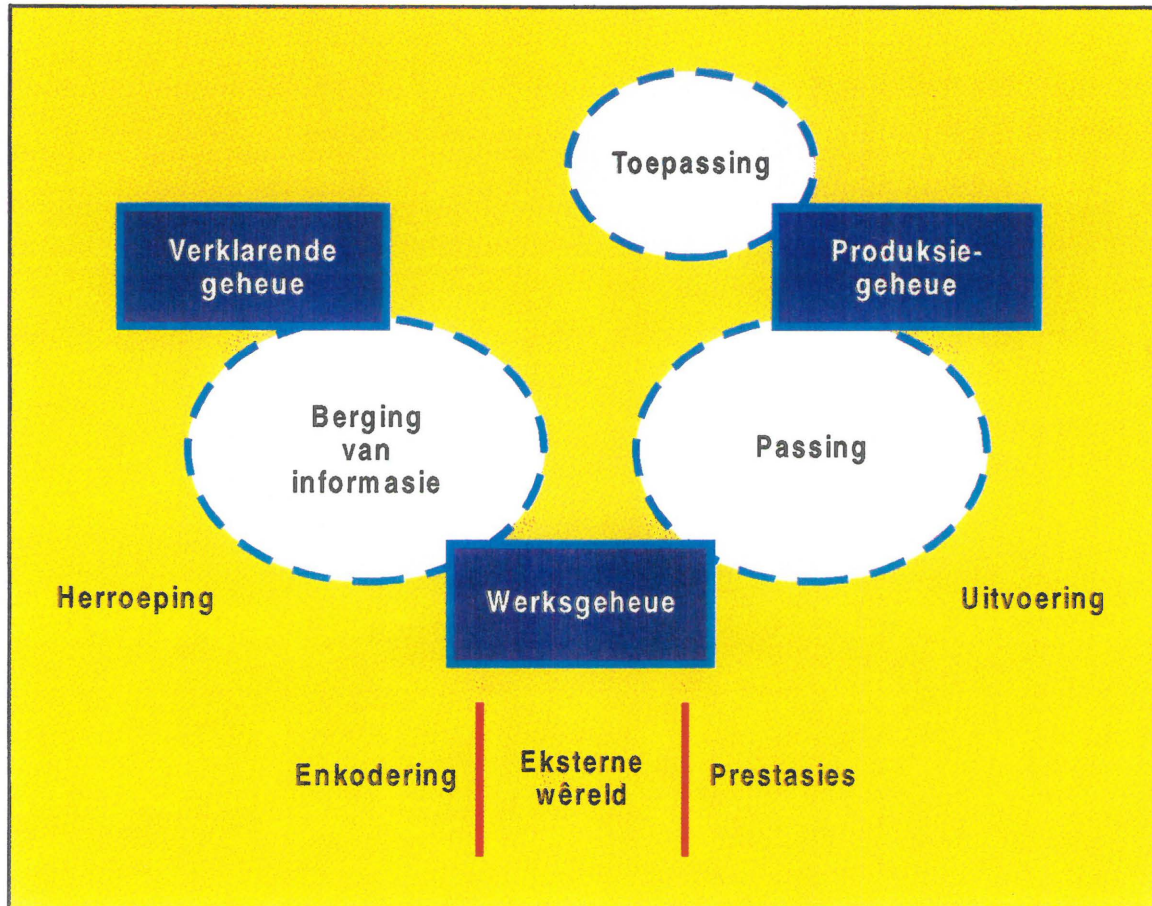 Toepassing
Verklarende
geheue
Produksie-
geheue
Berging
van
informasie
Passing
Herroeping
Werksgeheue
Uitvoering
Enkodering
Eksterne
wêreld
Prestasies